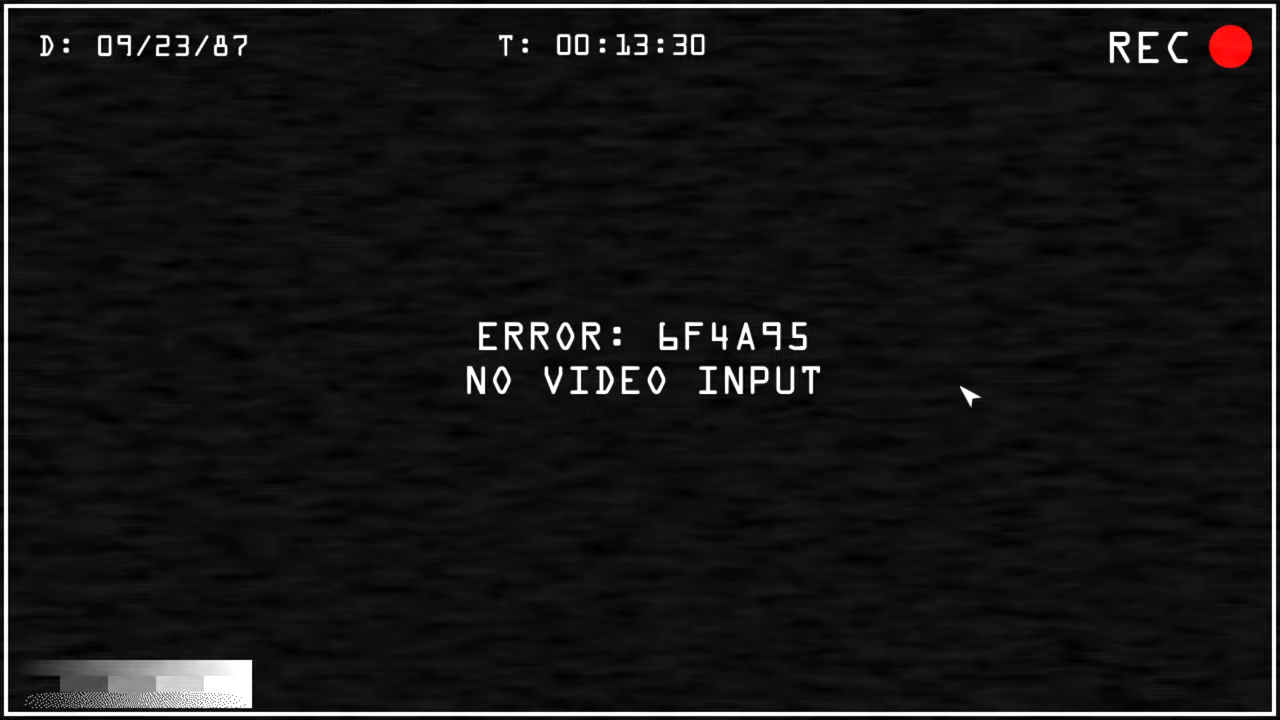 D: 09/23/87
T: 00:13:30
REC
ERROR: 6F4A95
NO VIDEO INPUT